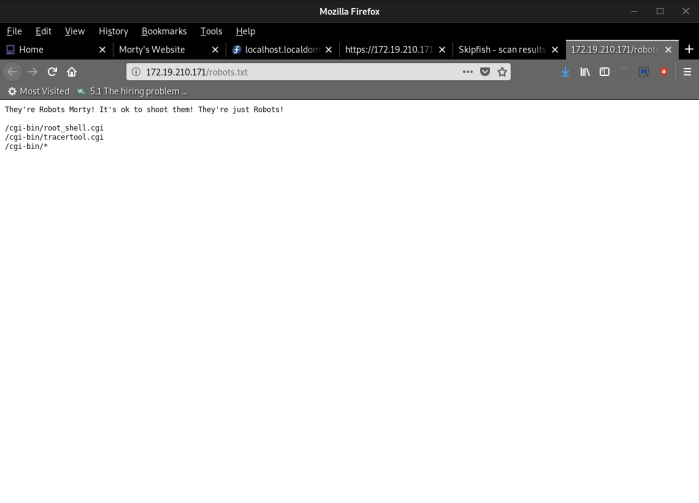 Mozilla Firefox
File Edit View History Bookmarks Tools Help
Home Morty's Website localhost.localdom https://172.19.210.171 Skipfish - scan results 172.19.210.171/robots.
172.19.210.171/robots.txt
Most Visited 5.1 The hiring problem ...
They're Robots Morty! It's ok to shoot them! They're just Robots!
/cgi-bin/root_shell.cgi
/cgi-bin/tracertool.cgi
/cgi-bin/*